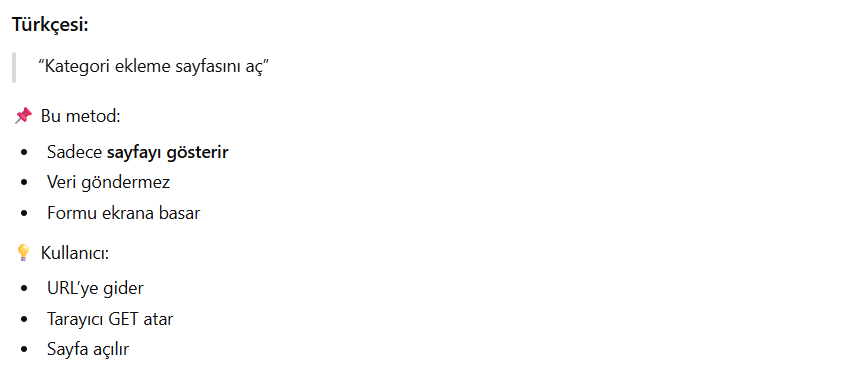 Türkçesi:
“Kategori ekleme sayfasını aç”
📌 Bu metod:
• Sadece sayfayı gösterir
• Veri göndermez
• Formu ekrana basar
💡 Kullanıcı:
• URL’ye gider
• Tarayıcı GET atar
• Sayfa açılır